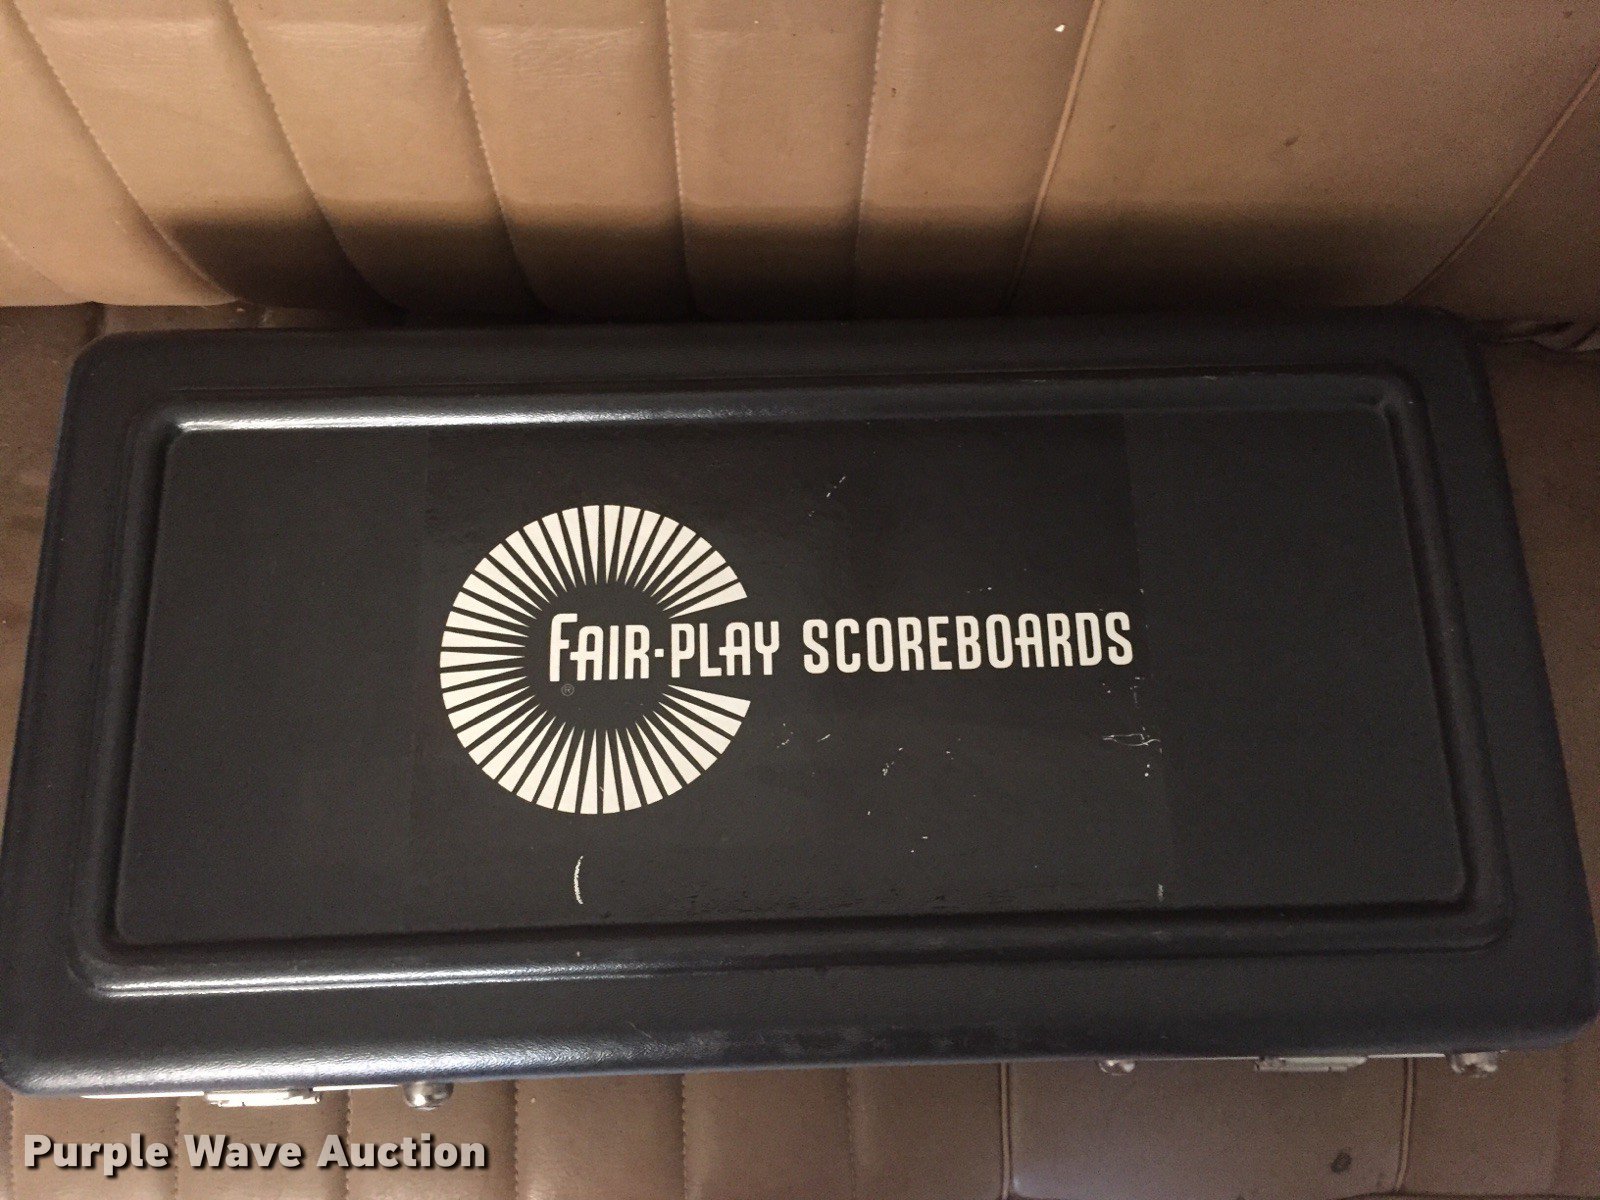 FAIR-PLAY SCOREBOARDS
®
Purple Wave Auction